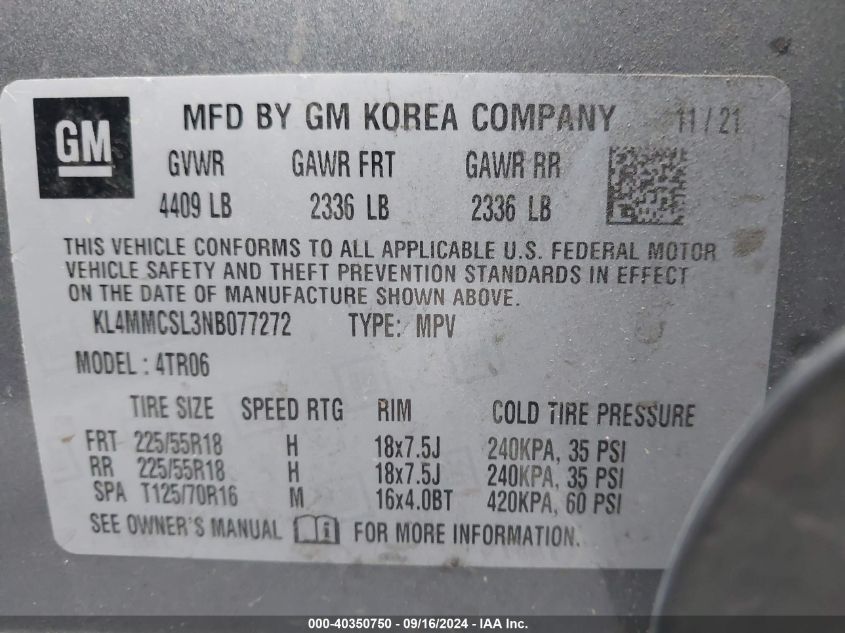 GM
MFD BY GM KOREA COMPANY 11/21
GVWR GAWR FRT GAWR RR
4409 LB 2336 LB 2336 LB
THIS VEHICLE CONFORMS TO ALL APPLICABLE U.S. FEDERAL MOTOR
VEHICLE SAFETY AND THEFT PREVENTION STANDARDS IN EFFECT
ON THE DATE OF MANUFACTURE SHOWN ABOVE.
KL4MMCSL3NB077272 TYPE: MPV
MODEL: 4TR06
TIRE SIZE SPEED RTG RIM COLD TIRE PRESSURE
FRT 225/55R18 H 18x7.5J 240KPA, 35 PSI
RR 225/55R18 H 18x7.5J 240KPA, 35 PSI
SPA T125/70R16 M 16x4.0BT 420KPA, 60 PSI
SEE OWNER'S MANUAL i FOR MORE INFORMATION.
000-40350750 - 09/16/2024 - IAA Inc.